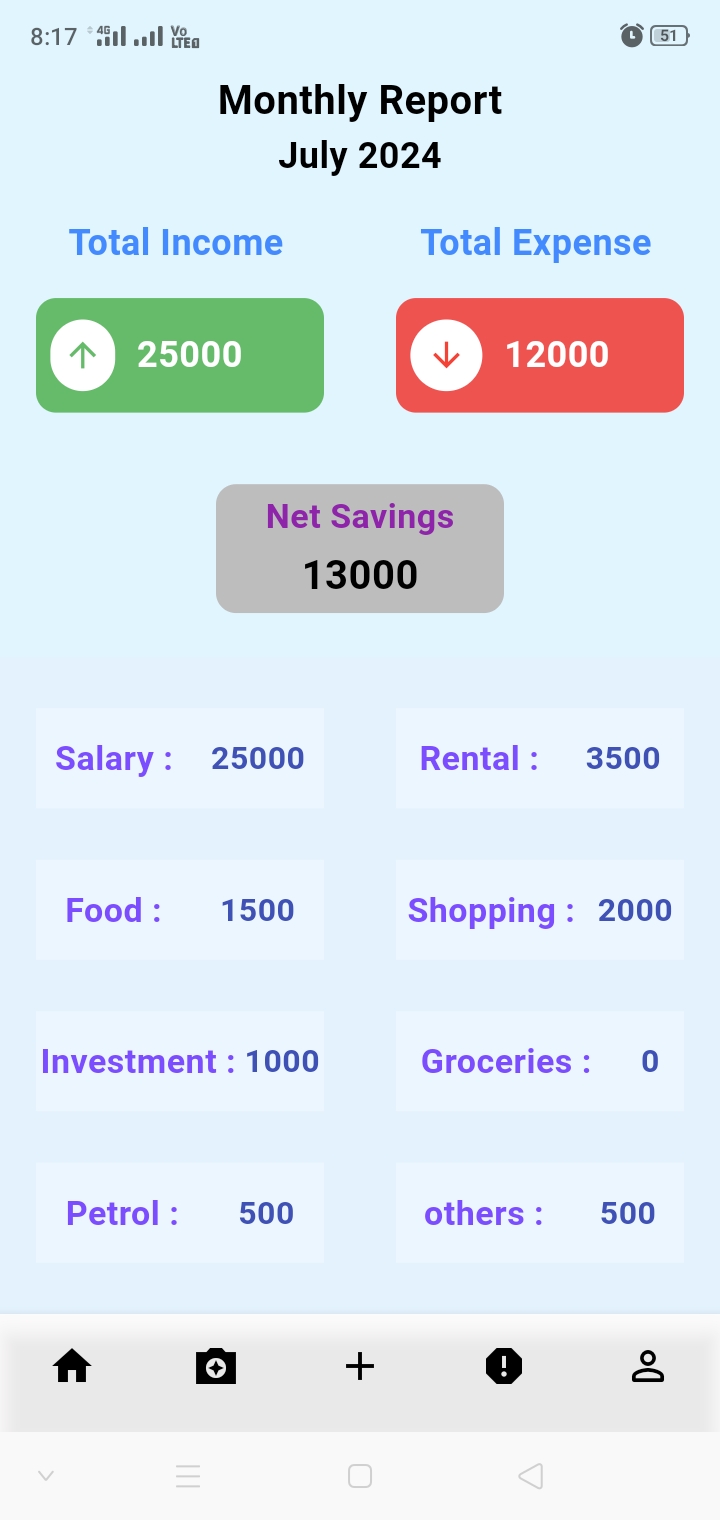 8:17 4G Vo LTE 51
Monthly Report
July 2024
Total Income Total Expense
25000 12000
Net Savings
13000
Salary : 25000 Rental : 3500
Food : 1500 Shopping : 2000
Investment : 1000 Groceries : 0
Petrol : 500 others : 500